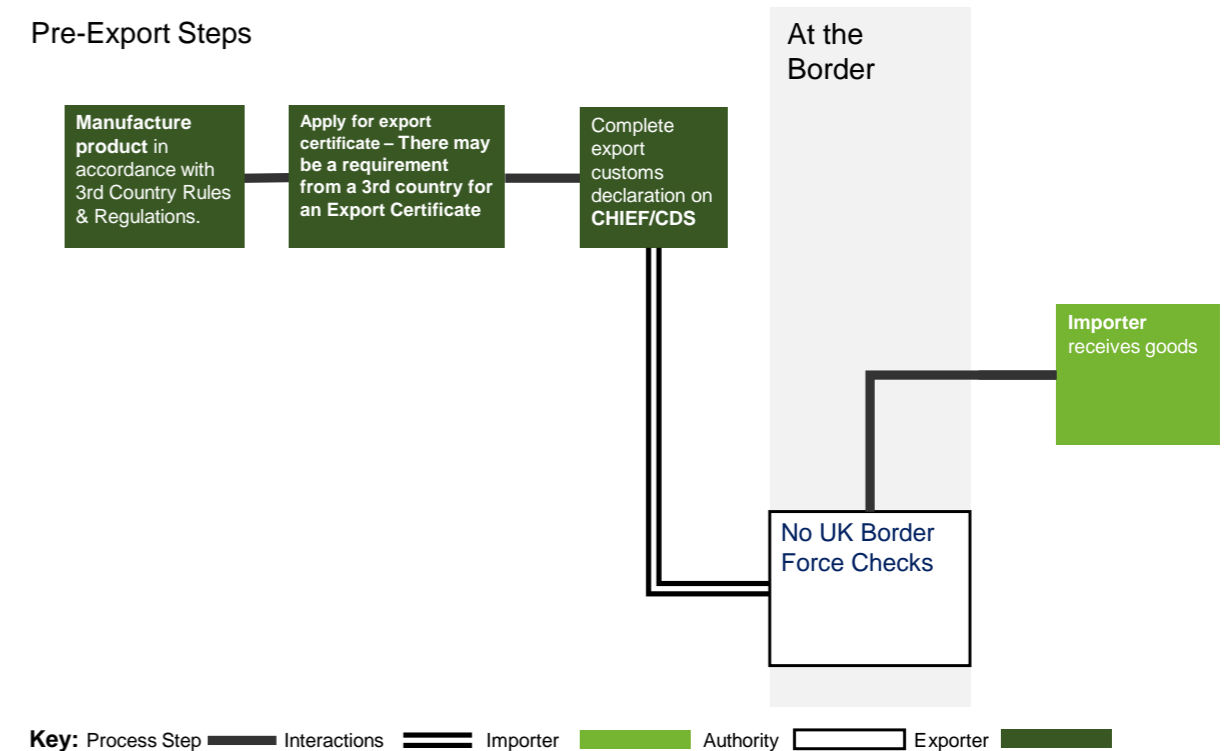 Pre-Export Steps
At the
Border
Manufacture
product in
accordance with
3rd Country Rules
& Regulations.
Apply for export
certificate – There may
be a requirement
from a 3rd country for
an Export Certificate
Complete
export
customs
declaration on
CHIEF/CDS
Importer
receives goods
No UK Border
Force Checks
Key: Process Step Interactions Importer Authority Exporter